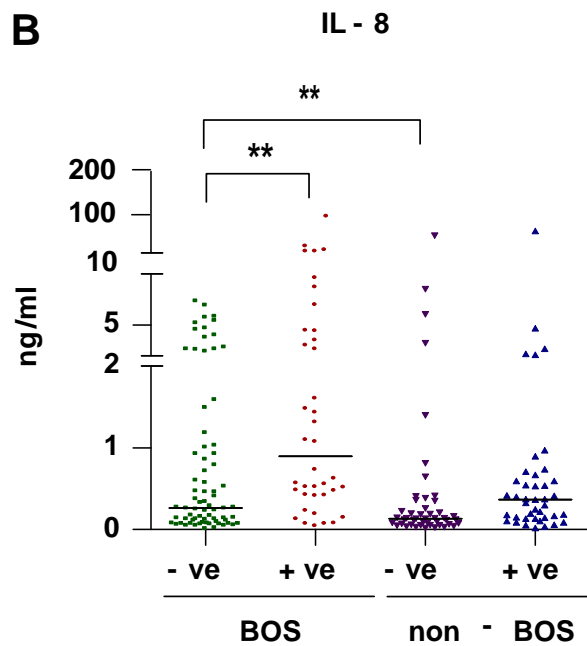 B
IL - 8
**
**
200
100
10
5
2
1
0
ng/ml
- ve
+ ve
- ve
+ ve
BOS
non - BOS